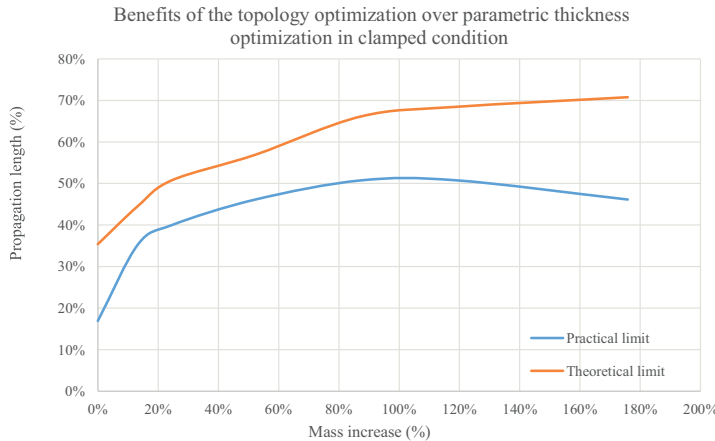 Benefits of the topology optimization over parametric thickness
optimization in clamped condition
Propagation length (%)
80%
70%
60%
50%
40%
30%
20%
10%
0%
Practical limit
Theoretical limit
0% 20% 40% 60% 80% 100% 120% 140% 160% 180% 200%
Mass increase (%)